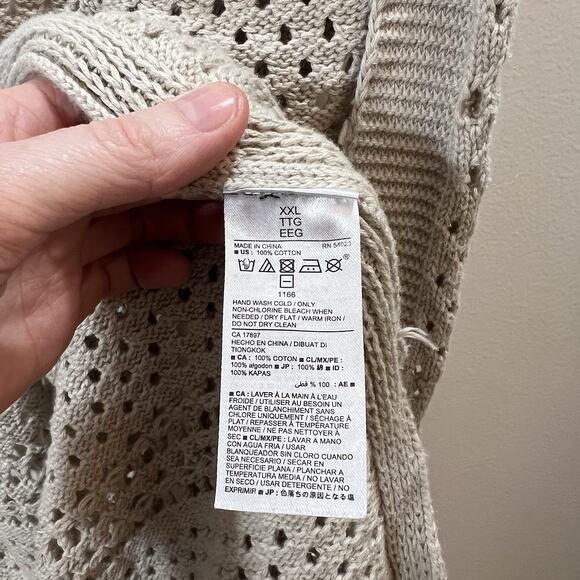 XXL
TTG
EEG
MADE IN CHINA RN 54023
■ US: 100% COTTON
1166
HAND WASH COLD / ONLY
NON-CHLORINE BLEACH WHEN
NEEDED / DRY FLAT / WARM IRON /
DO NOT DRY CLEAN
CA 17897
HECHO EN CHINA / DIBUAT DI
TIONGKOK
■ CA: 100% COTON ■ CL/MX/PE:
100% algodon ■ JP: 100% 綿 ■ ID:
100% KAPAS
■ AE: 100 % قطن
■ CA: LAVER À LA MAIN À L'EAU
FROIDE / UTILISER AU BESOIN UN
AGENT DE BLANCHIMENT SANS
CHLORE UNIQUEMENT / SÉCHAGE À
PLAT / REPASSER À TEMPÉRATURE
MOYENNE / NE PAS NETTOYER À
SEC ■ CL/MX/PE: LAVAR A MANO
CON AGUA FRIA / USAR
BLANQUEADOR SIN CLORO CUANDO
SEA NECESARIO / SECAR EN
SUPERFICIE PLANA / PLANCHAR A
TEMPERATURA MEDIA / NO LAVAR
EN SECO / USAR DETERGENTE / NO
EXPRIMIR. ■ JP: 色落ちの原因となる塩